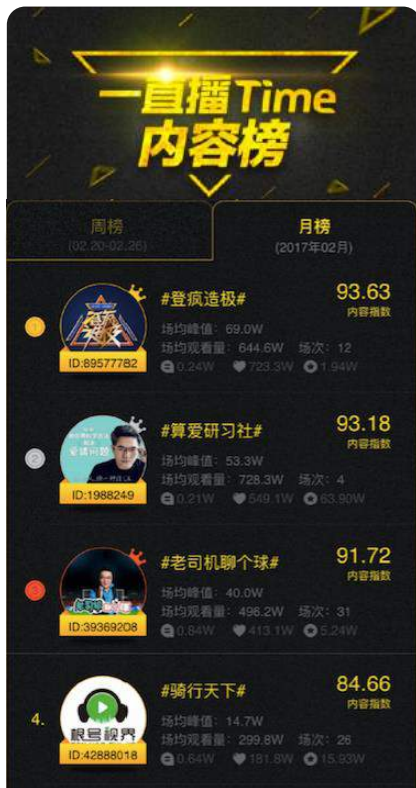 一直播Time
内容榜
周榜
(02.20-02.26)
月榜
(2017年02月)
1
#登疯造极#
93.63
内容指数
场均峰值: 69.0W
场均观看量: 644.6W 场次: 12
0.24W 723.3W 1.94W
ID:89577782
2
#算爱研习社#
93.18
内容指数
爱请问题
场均峰值: 53.3W
场均观看量: 728.3W 场次: 4
0.21W 549.1W 63.90W
ID:1988249
#老司机聊个球#
91.72
内容指数
场均峰值: 40.0W
场均观看量: 496.2W 场次: 31
0.84W 413.1W 5.24W
ID:39369208
4.
#骑行天下#
84.66
内容指数
根号视界
场均峰值: 14.7W
场均观看量: 299.8W 场次: 26
0.64W 181.8W 15.93W
ID:42888018